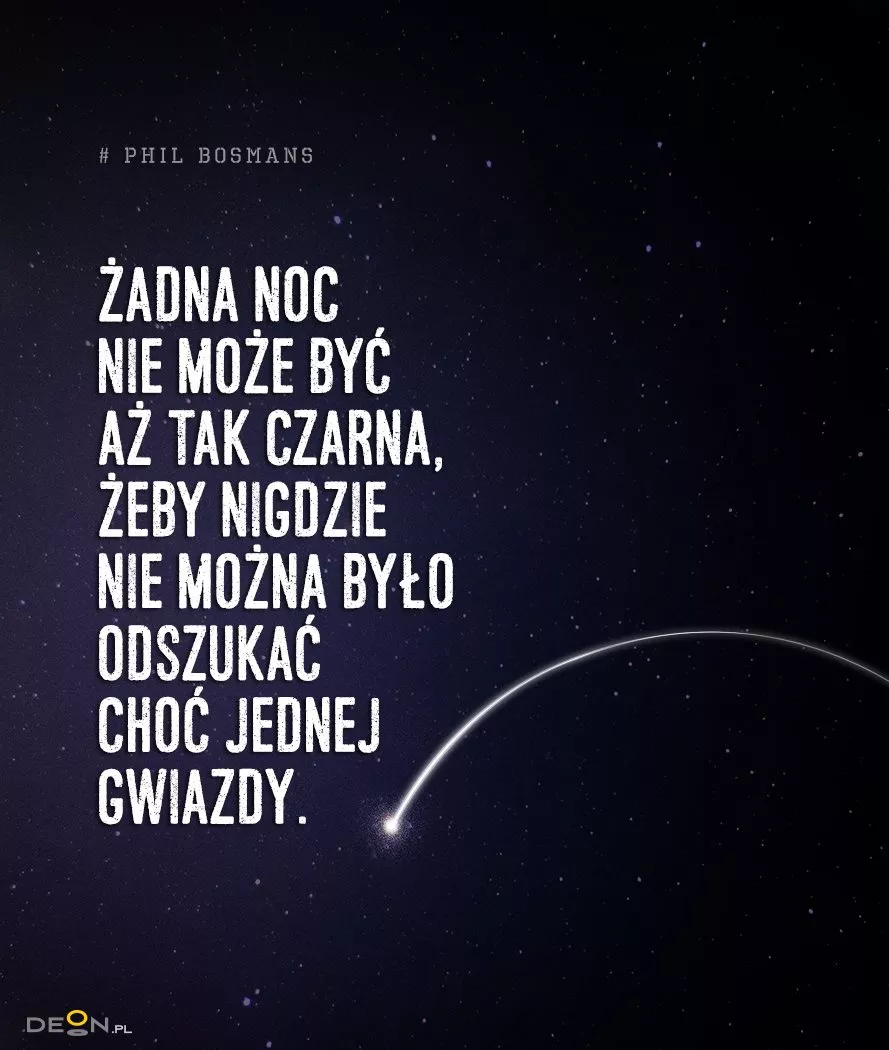 # PHIL BOSMANS
ŻADNA NOC
NIE MOŻE BYĆ
AŻ TAK CZARNA,
ŻEBY NIGDZIE
NIE MOŻNA BYŁO
ODSZUKAĆ
CHOĆ JEDNEJ
GWIAZDY.
DEON.PL